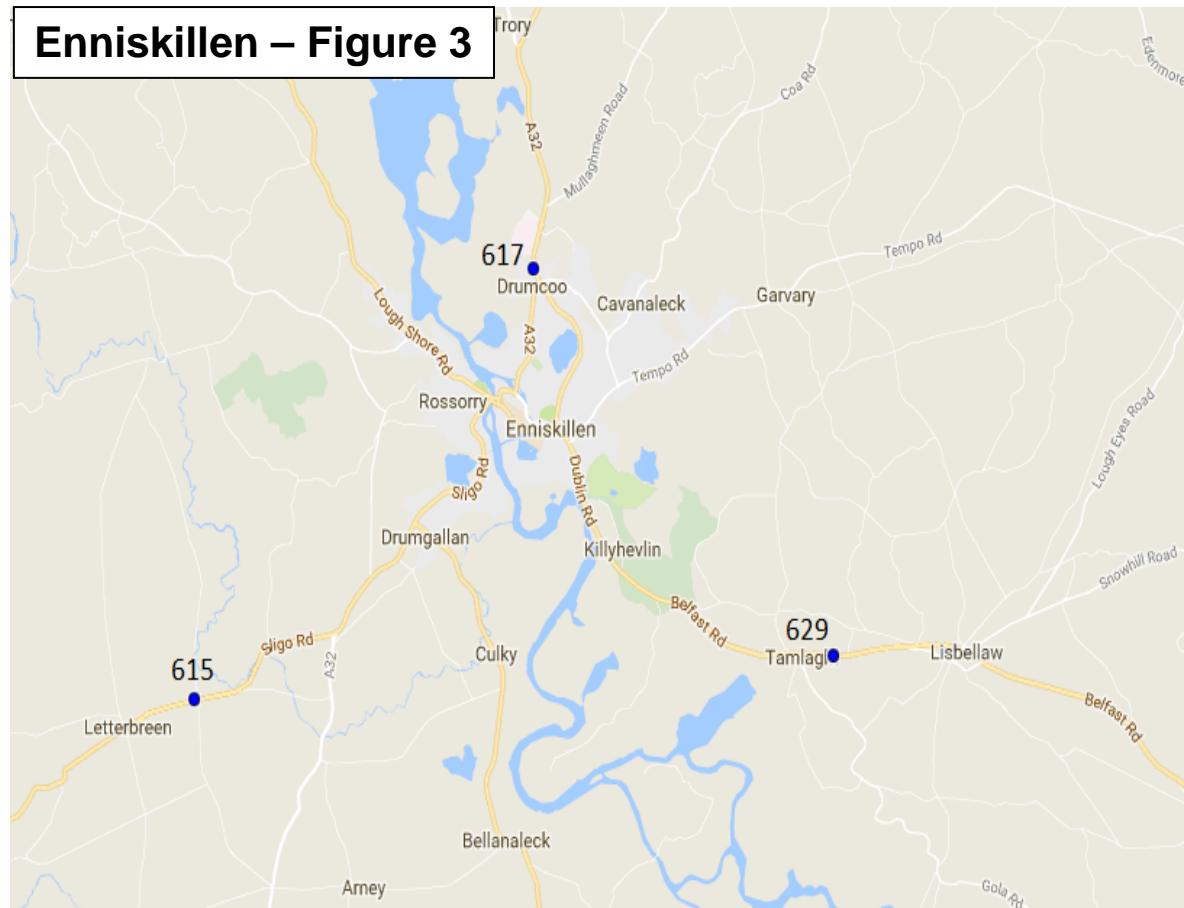 Enniskillen – Figure 3
Trory
Edenmore
Coa Rd
A32
Mullaghmeen Road
617
Drumcoo
Tempo Rd
Cavanaleck
Garvary
Lough Shore Rd
A32
Tempo Rd
Rossorry
Enniskillen
Lough Eyes Road
Sligo Rd
Dublin Rd
Drumgallan
Killyhevlin
Snowhill Road
Belfast Rd
629
Sligo Rd
A32
Culky
Tamlagh
Lisbellaw
615
Letterbreen
Belfast Rd
Bellanaleck
Arney
Gola Rd